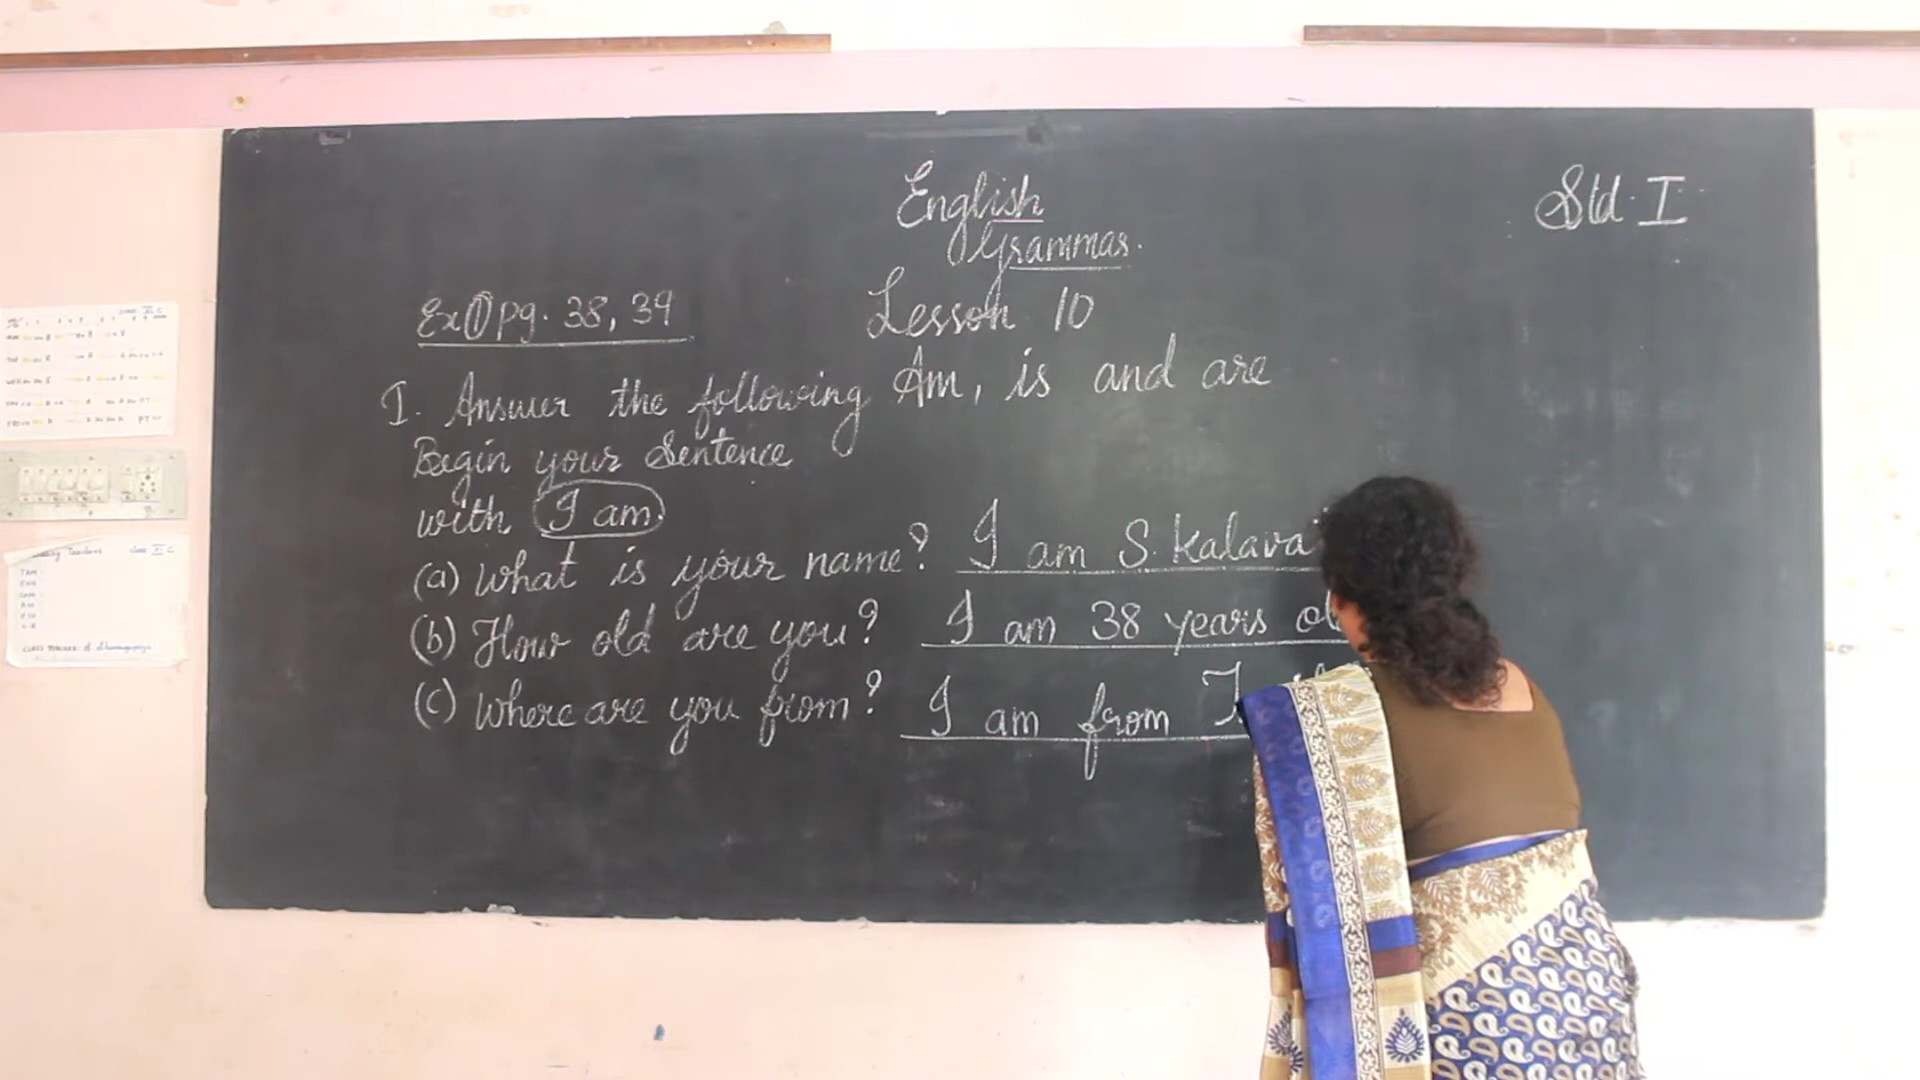 English
Grammar.
Std. I
Ex ① pg. 38, 39
Lesson 10
Am, is and are
I. Answer the following
Begin your Sentence
with I am.
(a) What is your name? I am S. Kalava
(b) How old are you? I am 38 years
(c) Where are you from? I am from